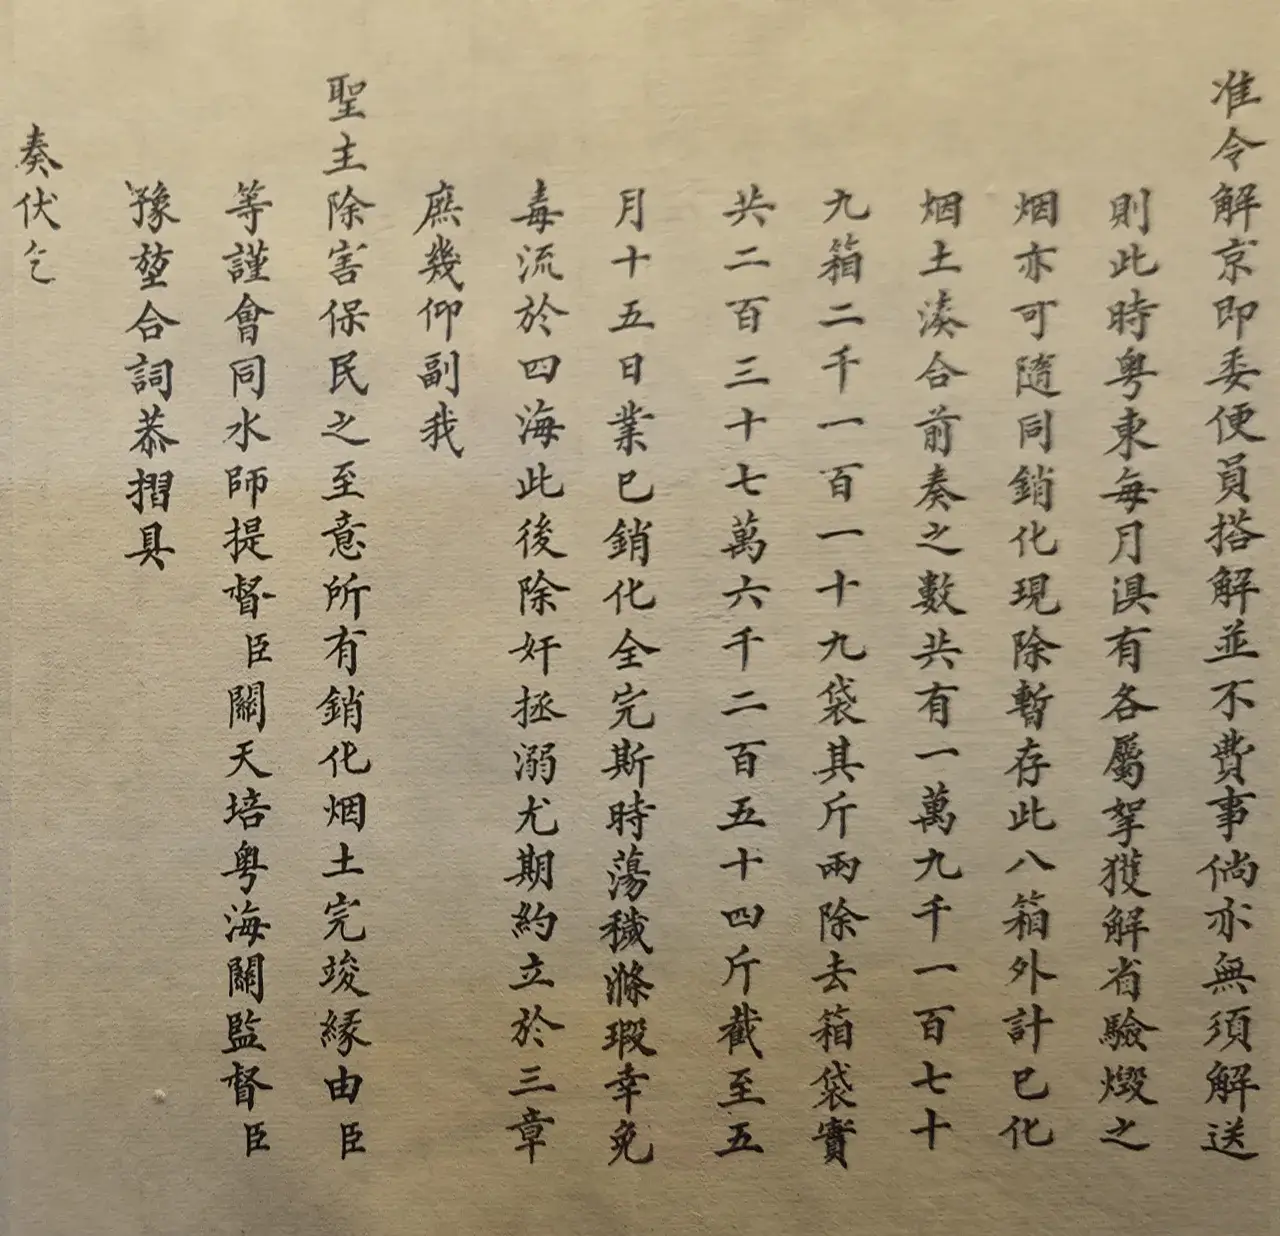 准令解京即委便員搭解並不費事倘亦無須解送
則此時粵東每月淏有各屬拏獲解省驗燬之
烟亦可隨同銷化現除暫存此八箱外計已化
烟土湊合前奏之數共有一萬九千一百七十
九箱二千一百一十九袋其斤兩除去箱袋實
共二百三十七萬六千二百五十四斤截至五
月十五日業已銷化全完斯時蕩穢滌瑕幸免
毒流於四海此後除奸拯溺尤期約立於三章
庶幾仰副我
聖主除害保民之至意所有銷化烟土完竣緣由臣
等謹會同水師提督臣關天培粵海關監督臣
豫堃合詞恭摺具
奏伏乞